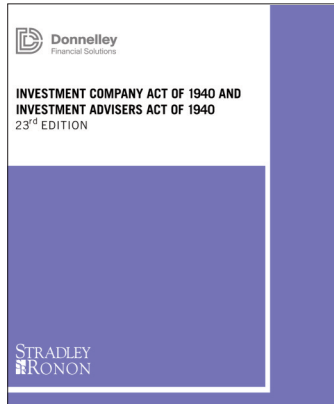 Donnelley
Financial Solutions
INVESTMENT COMPANY ACT OF 1940 AND
INVESTMENT ADVISERS ACT OF 1940
23rd EDITION
STRADLEY
RONON